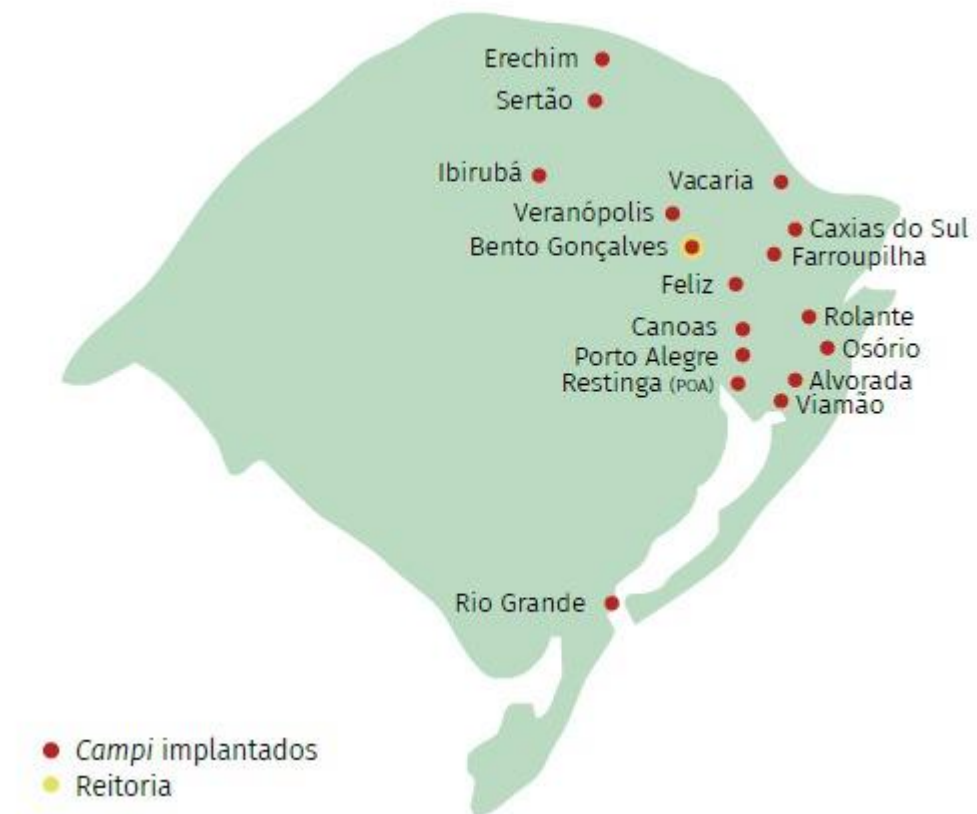 Erechim
Sertão
Ibirubá
Vacaria
Veranópolis
Caxias do Sul
Bento Gonçalves
Farroupilha
Feliz
Rolante
Canoas
Osório
Porto Alegre
Restinga (POA)
Alvorada
Viamão
Rio Grande
Campi implantados
Reitoria